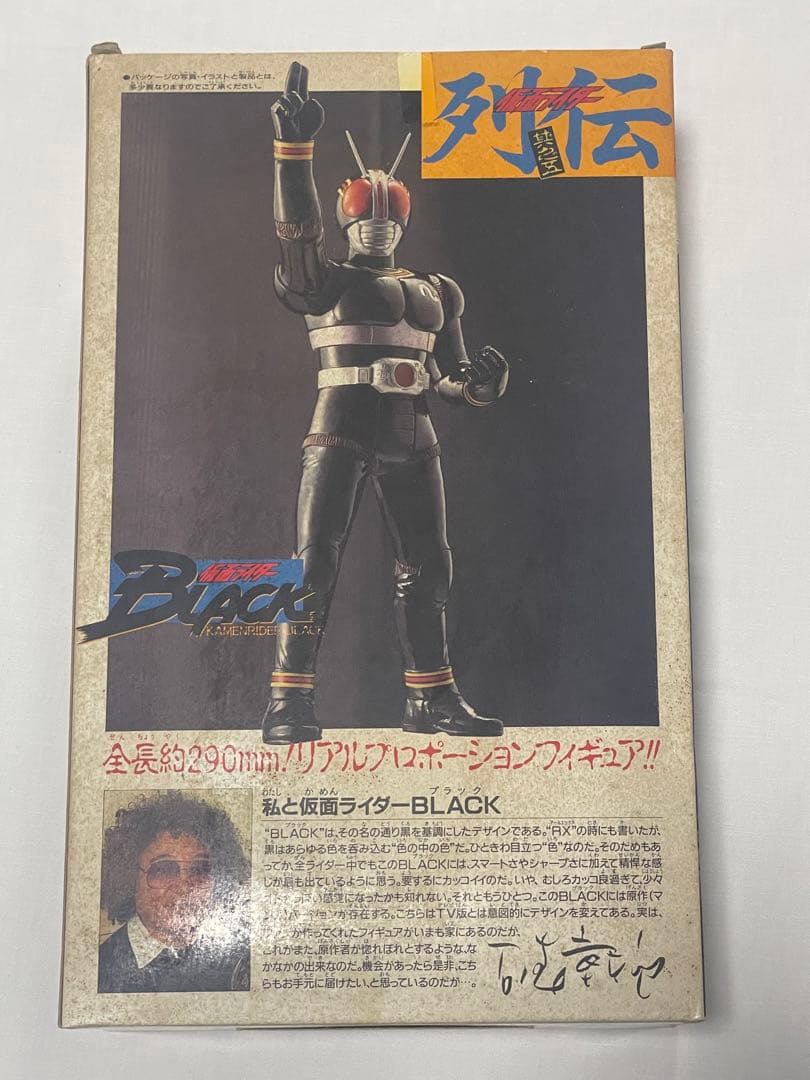 ●パッケージの写真・イラストと製品とは、
多少異なりますのでご了承ください。
仮面ライダー
列伝
其之五
仮面ライダー
BLACK
KAMENRIDER BLACK
全長約290mm!リアルプロポーションフィギュア!!
私と仮面ライダーBLACK
"BLACK"は、その名の通り黒を基調にしたデザインである。"RX"の時にも書いたが、
黒はあらゆる色を呑み込む"色の中の色"だ。ひときわ目立つ"色"なのだ。そのためもあ
ってか、全ライダー中でもこのBLACKには、スマートさやシャープさに加えて精悍な感
じが最も出ているように思う。要するにカッコイイのだ。いや、むしろカッコ良過ぎて、少々
感覚になったかも知れない。それともうひとつ。このBLACKには原作(マ
ンガ)バージョンが存在する。こちらはTV版とは意図的にデザインを変えてある。実は、
が作ってくれたフィギュアがいまも家にあるのだが、
これがまた。原作者が惚れぼれとするような、な
かなかの出来なのだ。機会があったら是非、こち
らもお手元に届けたい、と思っているのだが…。